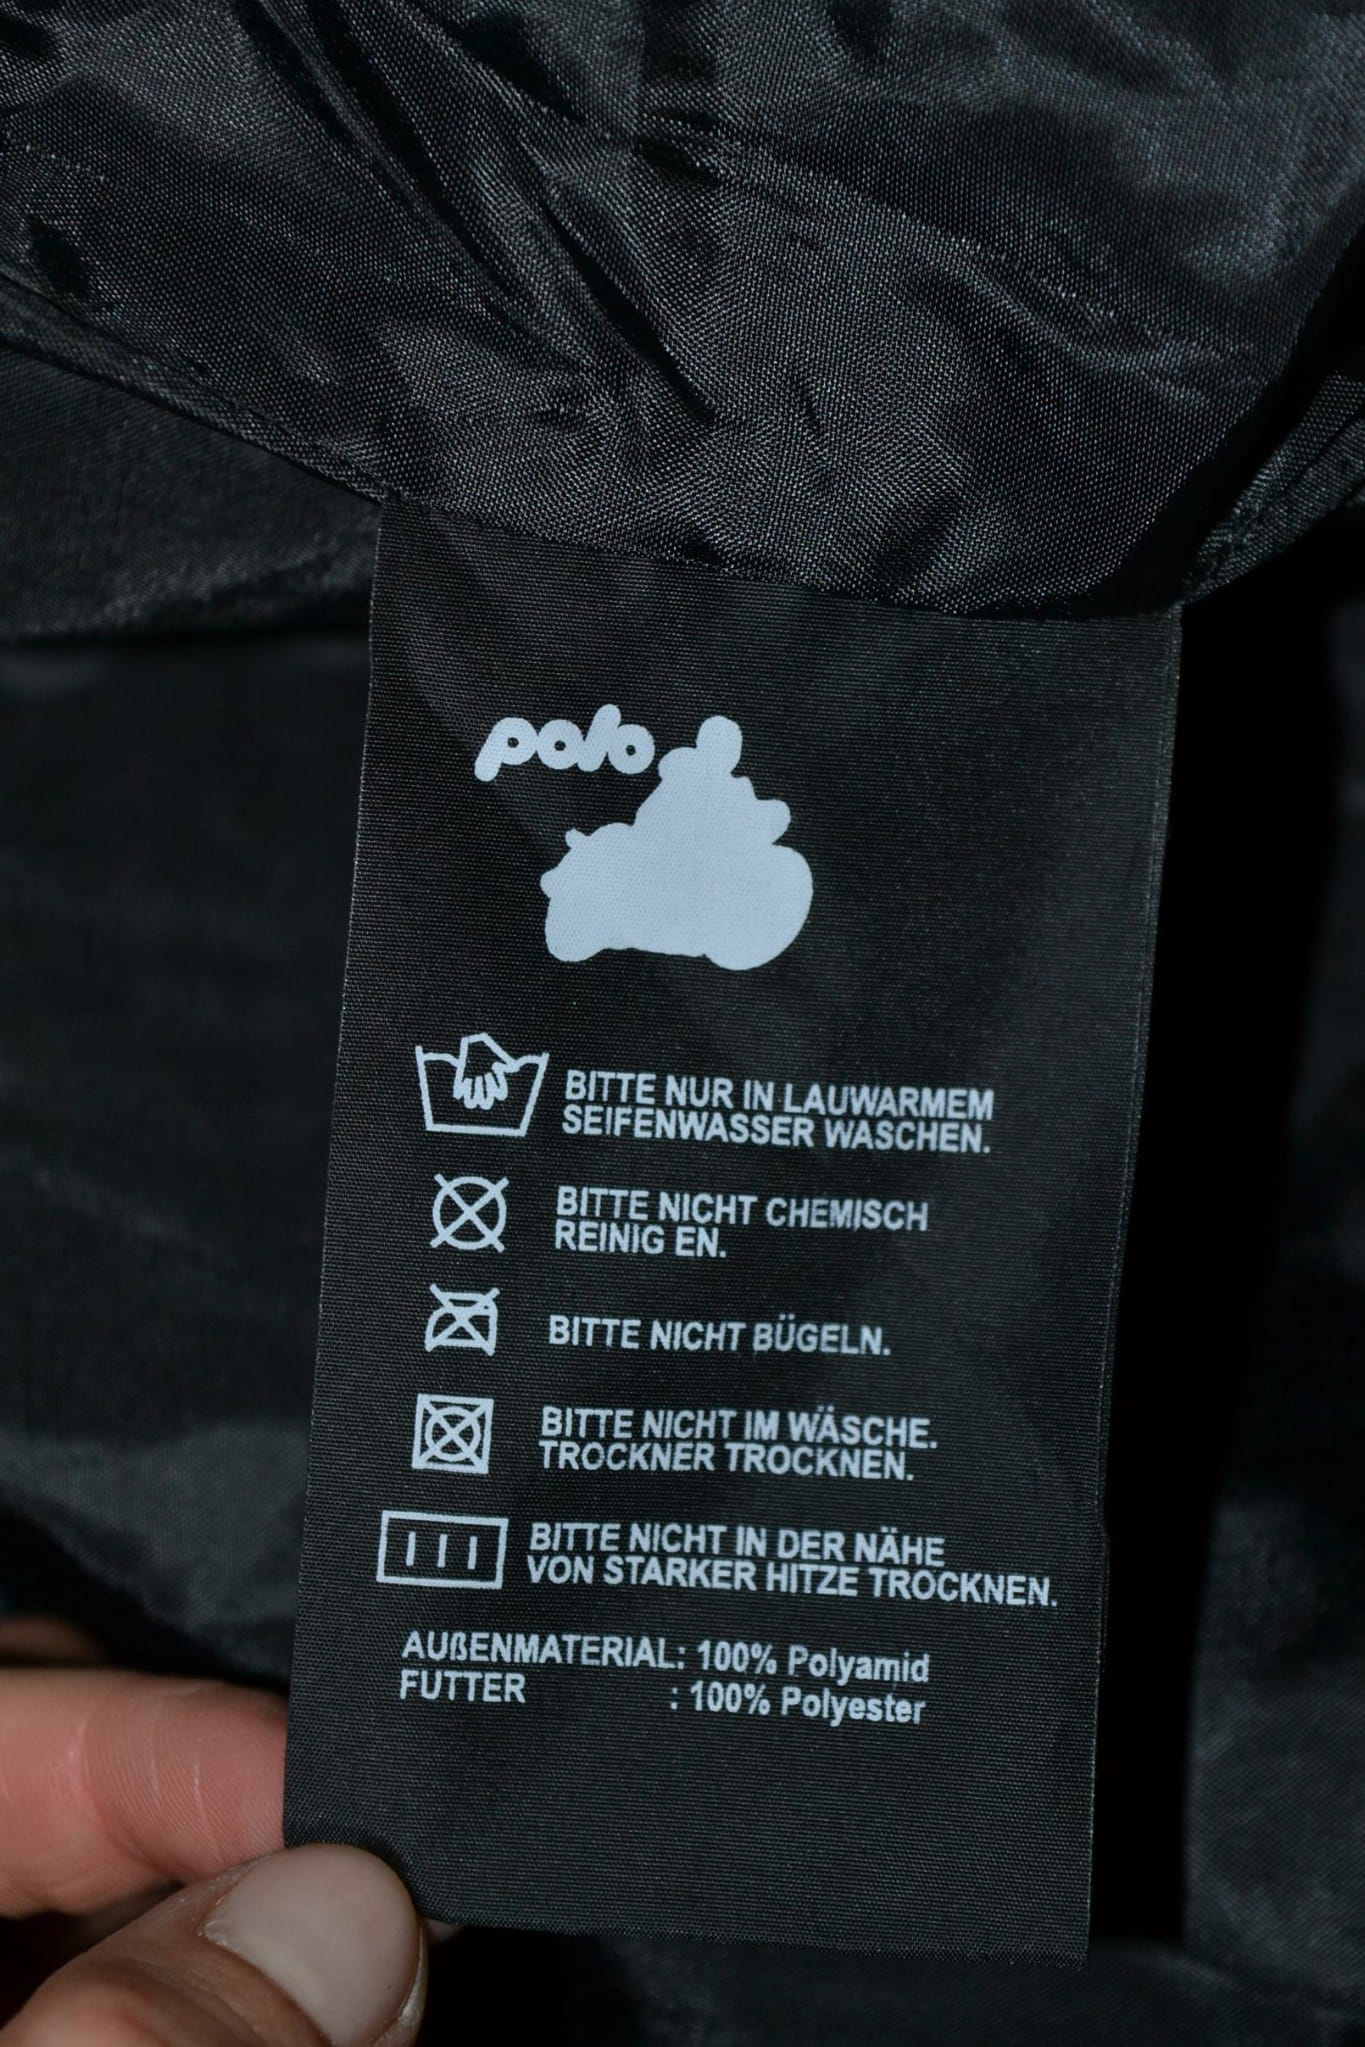 polo
BITTE NUR IN LAUWARMEM
SEIFENWASSER WASCHEN.
BITTE NICHT CHEMISCH
REINIG EN.
BITTE NICHT BÜGELN.
BITTE NICHT IM WÄSCHE.
TROCKNER TROCKNEN.
BITTE NICHT IN DER NÄHE
VON STARKER HITZE TROCKNEN.
AUßENMATERIAL: 100% Polyamid
FUTTER : 100% Polyester